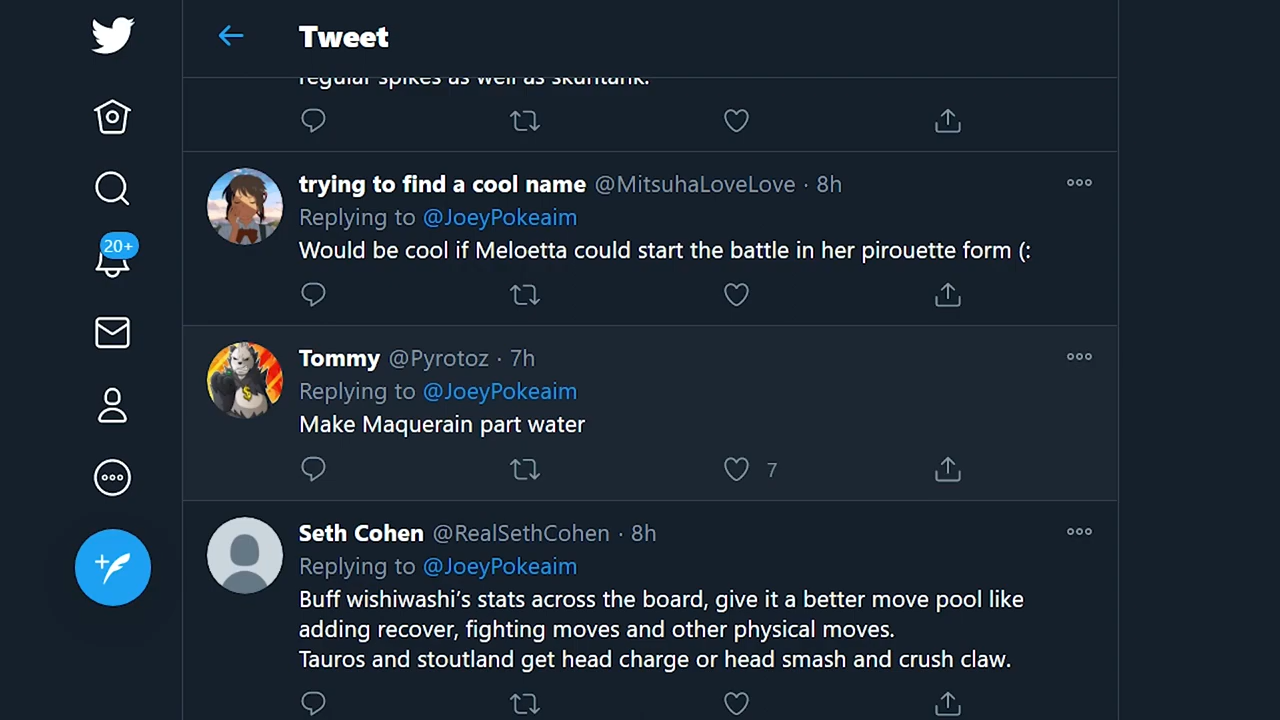 Tweet
regular spikes as well as skuntank.
trying to find a cool name @MitsuhaLoveLove · 8h
Replying to @JoeyPokeaim
Would be cool if Meloetta could start the battle in her pirouette form (:
20+
Tommy @Pyrotoz · 7h
Replying to @JoeyPokeaim
Make Maquerain part water
7
Seth Cohen @RealSethCohen · 8h
Replying to @JoeyPokeaim
Buff wishiwashi’s stats across the board, give it a better move pool like
adding recover, fighting moves and other physical moves.
Tauros and stoutland get head charge or head smash and crush claw.